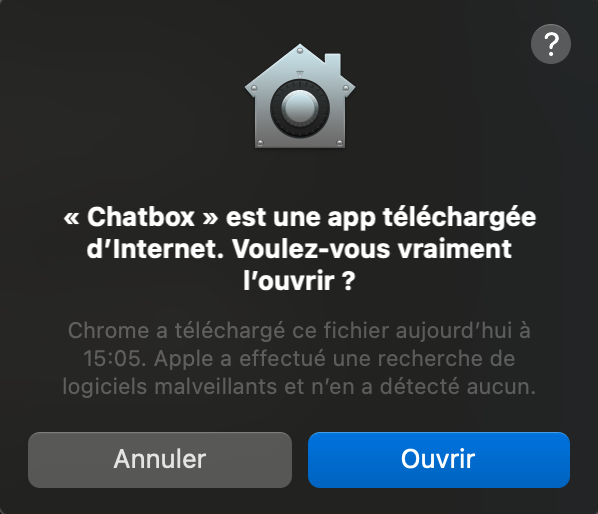 ?
« Chatbox » est une app téléchargée
d’Internet. Voulez-vous vraiment
l’ouvrir ?
Chrome a téléchargé ce fichier aujourd’hui à
15:05. Apple a effectué une recherche de
logiciels malveillants et n’en a détecté aucun.
Annuler
Ouvrir